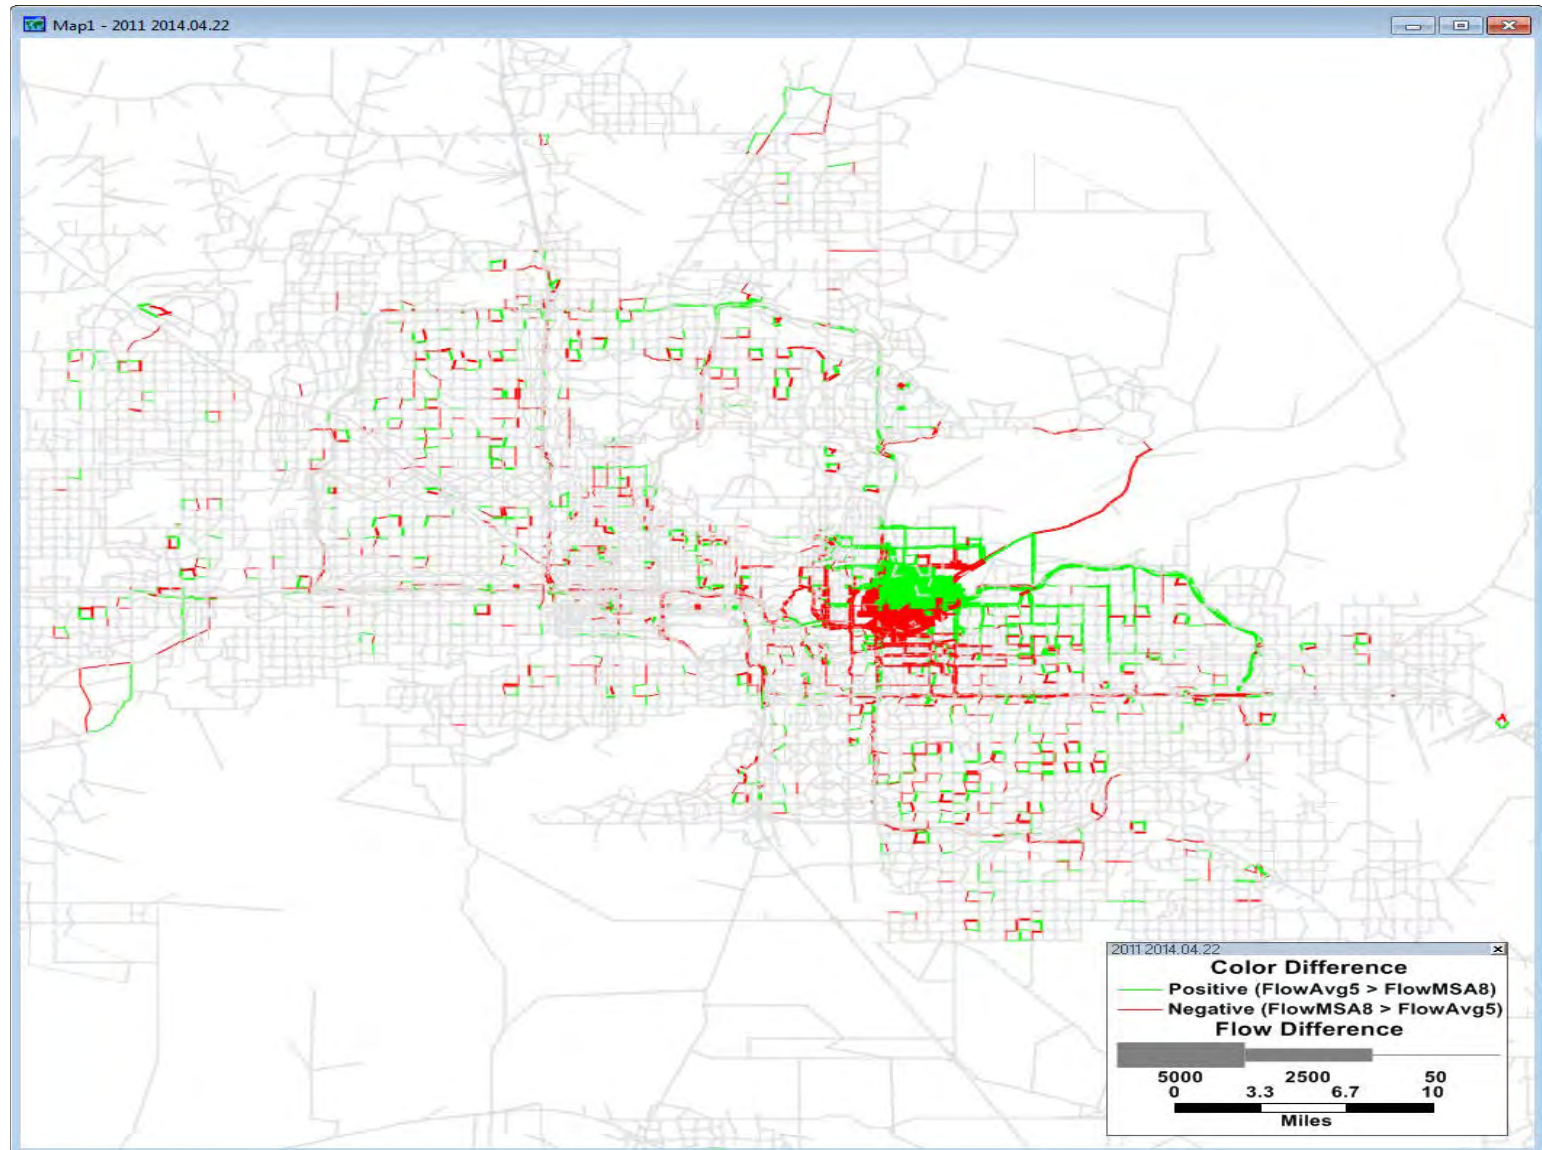 Map1 - 2011 2014.04.22
2011 2014.04.22
Color Difference
Positive (FlowAvg5 > FlowMSA8)
Negative (FlowMSA8 > FlowAvg5)
Flow Difference
5000 2500 50
0 3.3 6.7 10
Miles